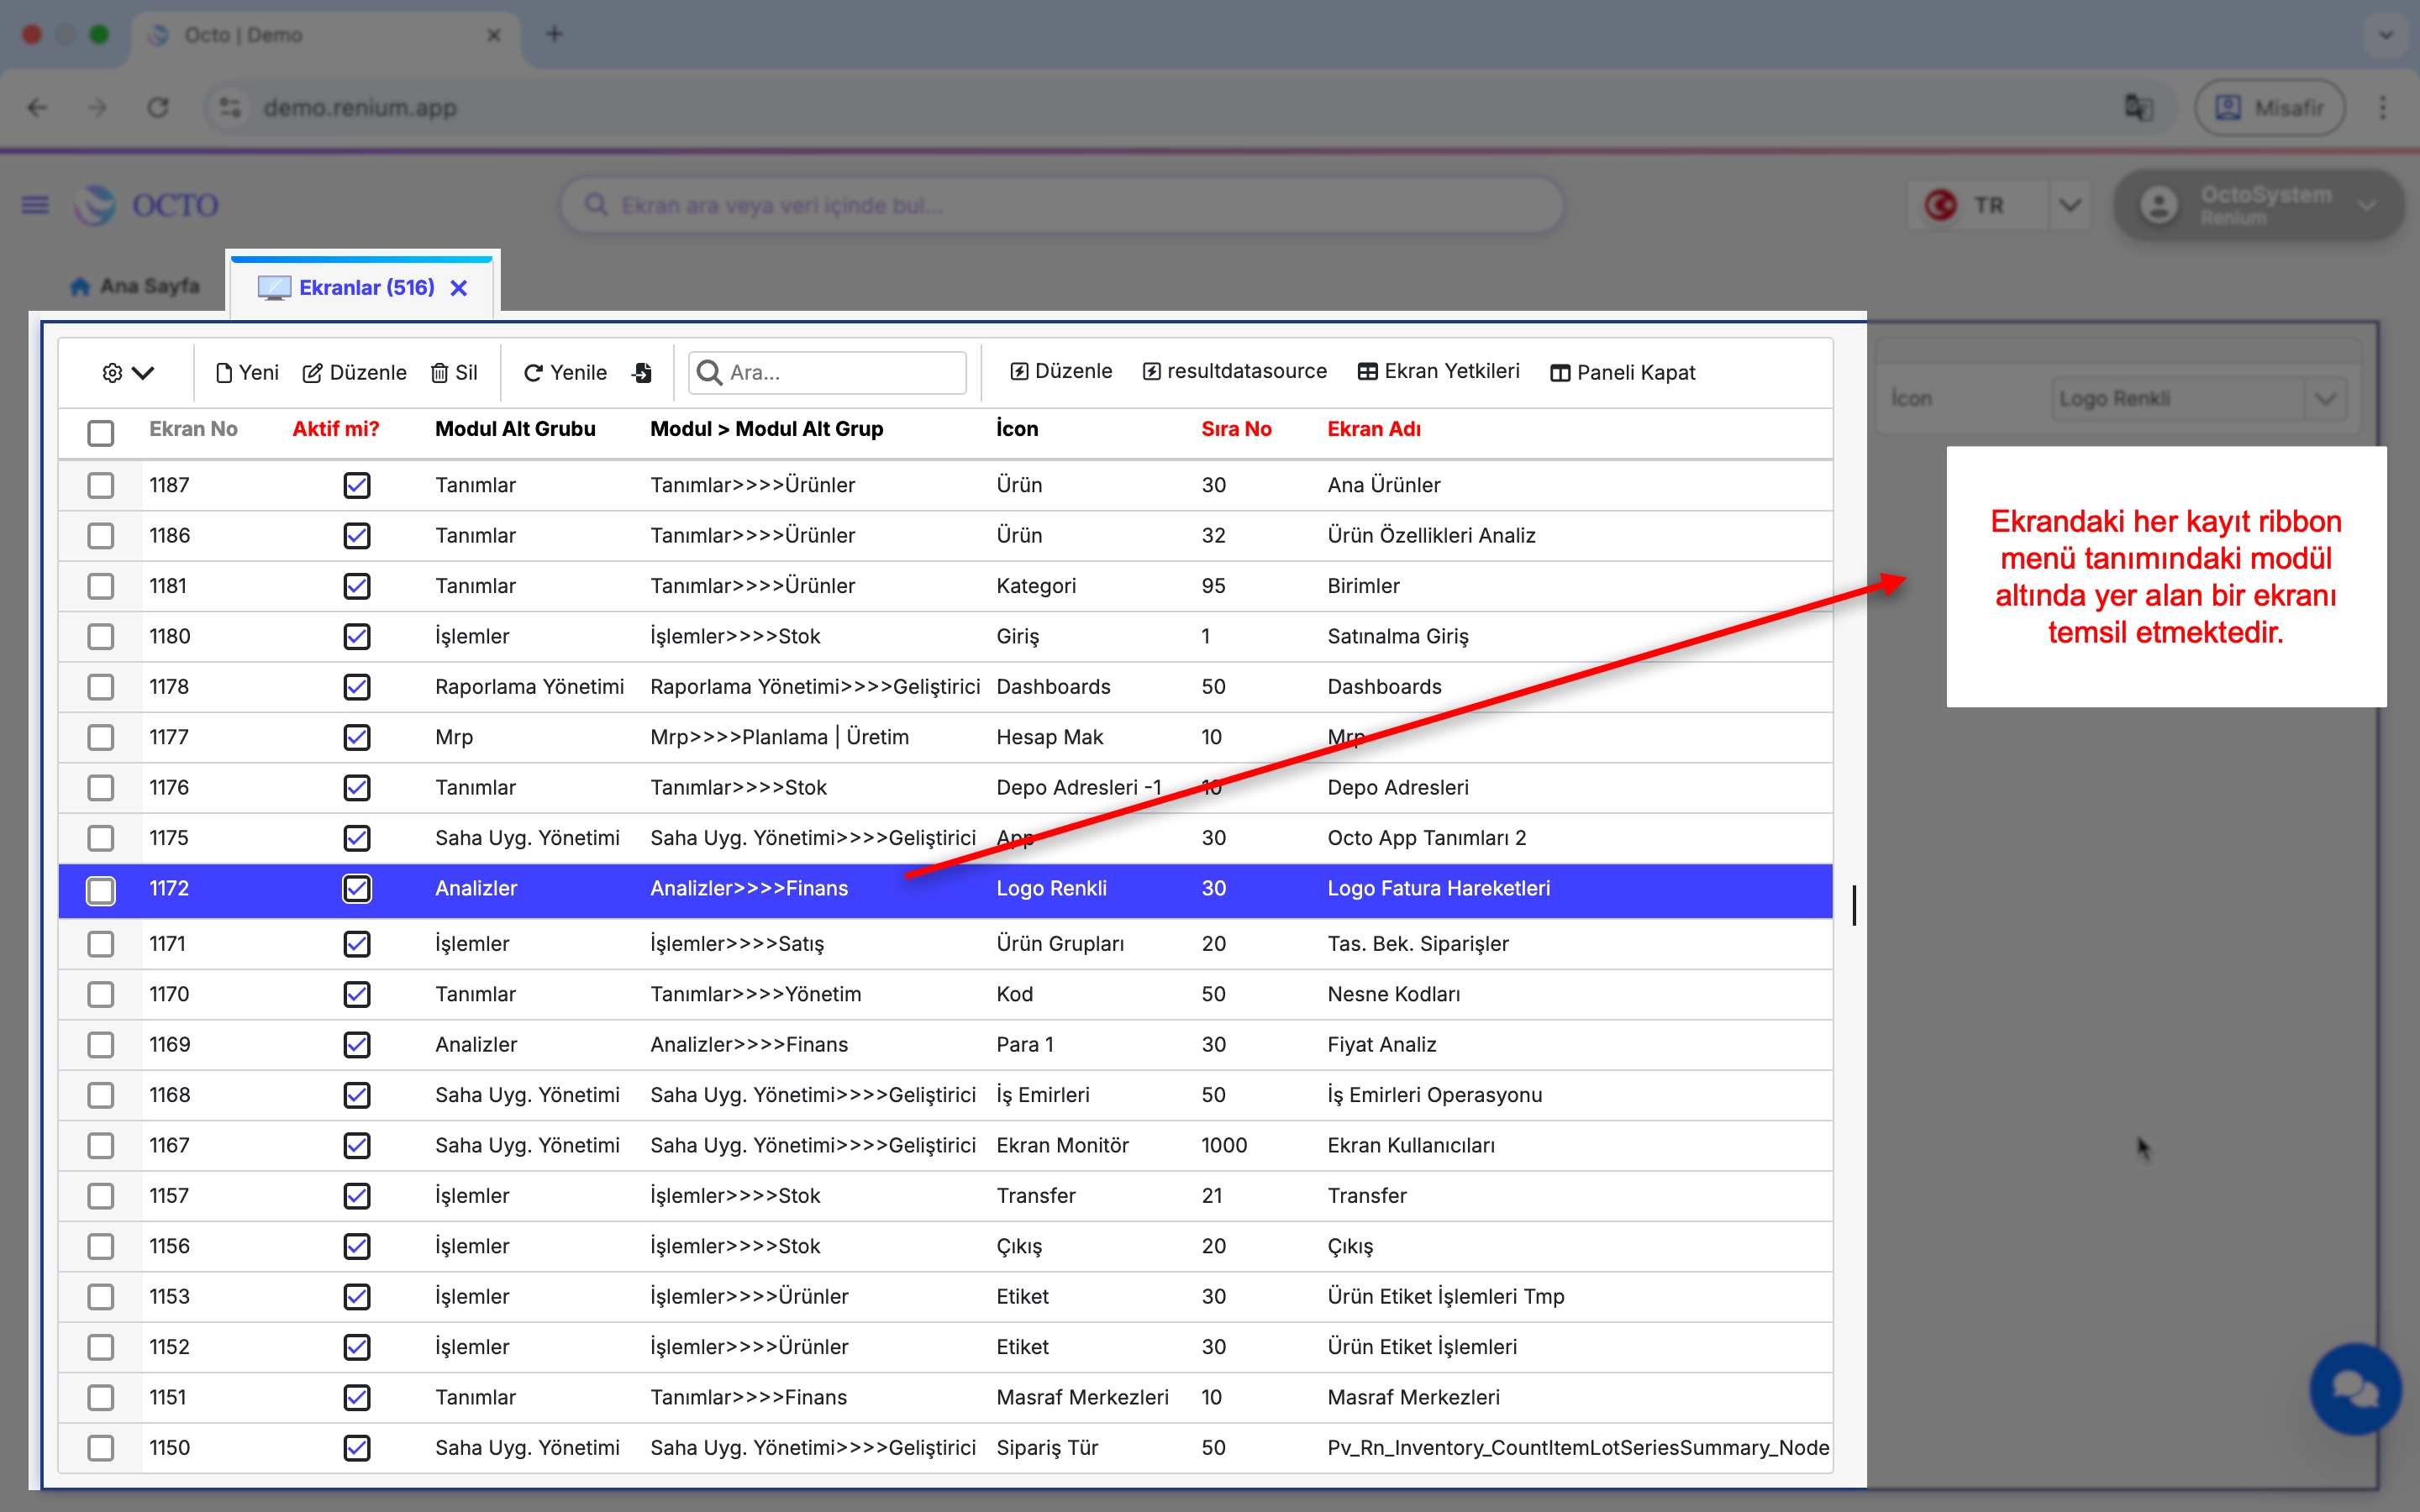 Octo | Demo
demo.renium.app
Misafir
OCTO
Ekran ara veya veri içinde bul...
TR
OctoSystem
Renium
Ana Sayfa
Ekranlar (516)
Yeni Düzenle Sil Yenile Ara... Düzenle resultdatasource Ekran Yetkileri Paneli Kapat
İcon Logo Renkli
Ekran No Aktif mi? Modul Alt Grubu Modul > Modul Alt Grup İcon Sıra No Ekran Adı
1187 Tanımlar Tanımlar>>>>Ürünler Ürün 30 Ana Ürünler
1186 Tanımlar Tanımlar>>>>Ürünler Ürün 32 Ürün Özellikleri Analiz
1181 Tanımlar Tanımlar>>>>Ürünler Kategori 95 Birimler
1180 İşlemler İşlemler>>>>Stok Giriş 1 Satınalma Giriş
1178 Raporlama Yönetimi Raporlama Yönetimi>>>>Geliştirici Dashboards 50 Dashboards
1177 Mrp Mrp>>>>Planlama | Üretim Hesap Mak 10 Mrp
1176 Tanımlar Tanımlar>>>>Stok Depo Adresleri -1 10 Depo Adresleri
1175 Saha Uyg. Yönetimi Saha Uyg. Yönetimi>>>>Geliştirici App 30 Octo App Tanımları 2
1172 Analizler Analizler>>>>Finans Logo Renkli 30 Logo Fatura Hareketleri
1171 İşlemler İşlemler>>>>Satış Ürün Grupları 20 Tas. Bek. Siparişler
1170 Tanımlar Tanımlar>>>>Yönetim Kod 50 Nesne Kodları
1169 Analizler Analizler>>>>Finans Para 1 30 Fiyat Analiz
1168 Saha Uyg. Yönetimi Saha Uyg. Yönetimi>>>>Geliştirici İş Emirleri 50 İş Emirleri Operasyonu
1167 Saha Uyg. Yönetimi Saha Uyg. Yönetimi>>>>Geliştirici Ekran Monitör 1000 Ekran Kullanıcıları
1157 İşlemler İşlemler>>>>Stok Transfer 21 Transfer
1156 İşlemler İşlemler>>>>Stok Çıkış 20 Çıkış
1153 İşlemler İşlemler>>>>Ürünler Etiket 30 Ürün Etiket İşlemleri Tmp
1152 İşlemler İşlemler>>>>Ürünler Etiket 30 Ürün Etiket İşlemleri
1151 Tanımlar Tanımlar>>>>Finans Masraf Merkezleri 10 Masraf Merkezleri
1150 Saha Uyg. Yönetimi Saha Uyg. Yönetimi>>>>Geliştirici Sipariş Tür 50 Pv_Rn_Inventory_CountItemLotSeriesSummary_Node
Ekrandaki her kayıt ribbon
menü tanımındaki modül
altında yer alan bir ekranı
temsil etmektedir.